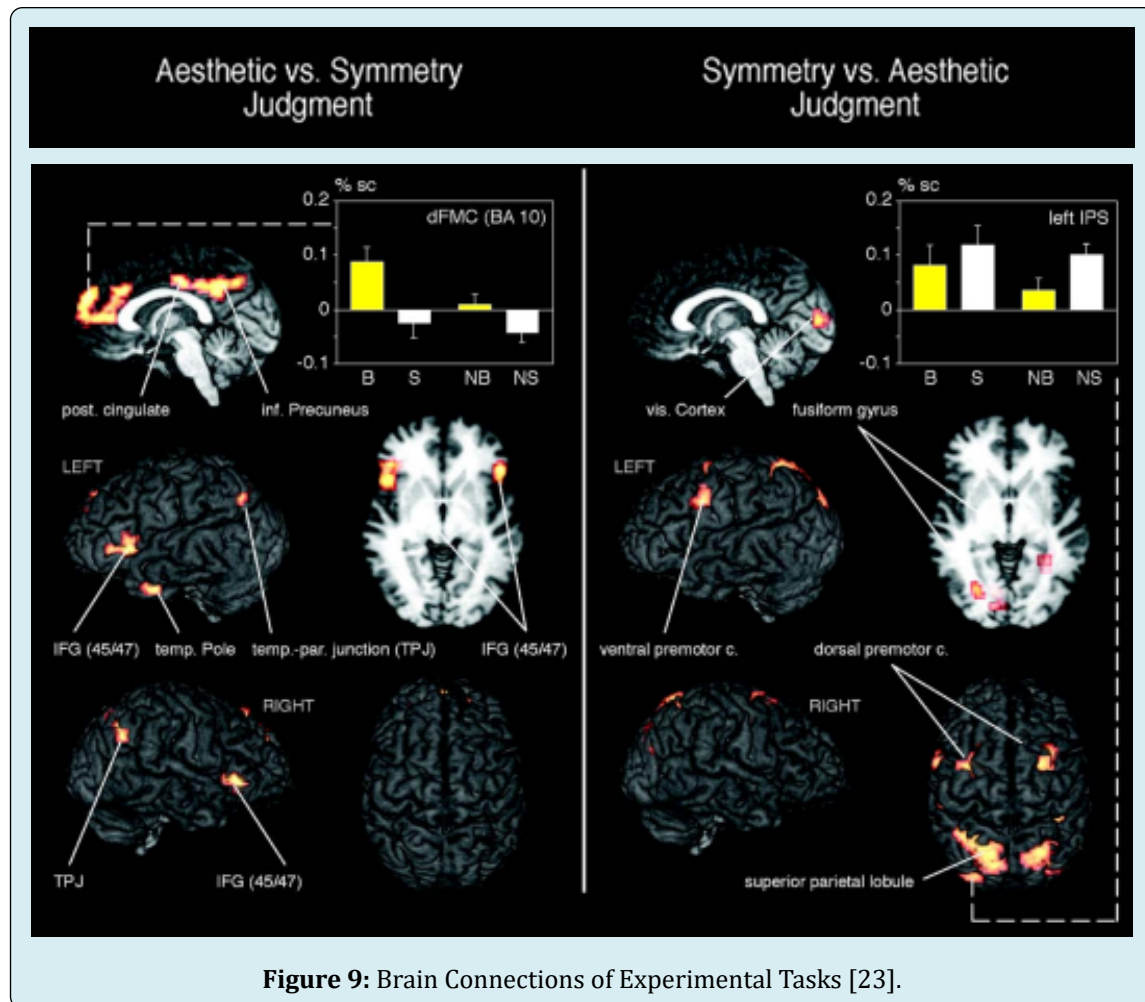 Aesthetic vs. Symmetry
Judgment
Symmetry vs. Aesthetic
Judgment
% sc
0.2
0.1
0
-0.1
dFMC (BA 10)
B S NB NS
post. cingulate inf. Precuneus
LEFT
IFG (45/47) temp. Pole temp.-par. junction (TPJ) IFG (45/47)
RIGHT
TPJ IFG (45/47)
% sc
0.2
0.1
0
-0.1
left IPS
B S NB NS
vis. Cortex fusiform gyrus
LEFT
ventral premotor c. dorsal premotor c.
RIGHT
superior parietal lobule
Figure 9: Brain Connections of Experimental Tasks [23].